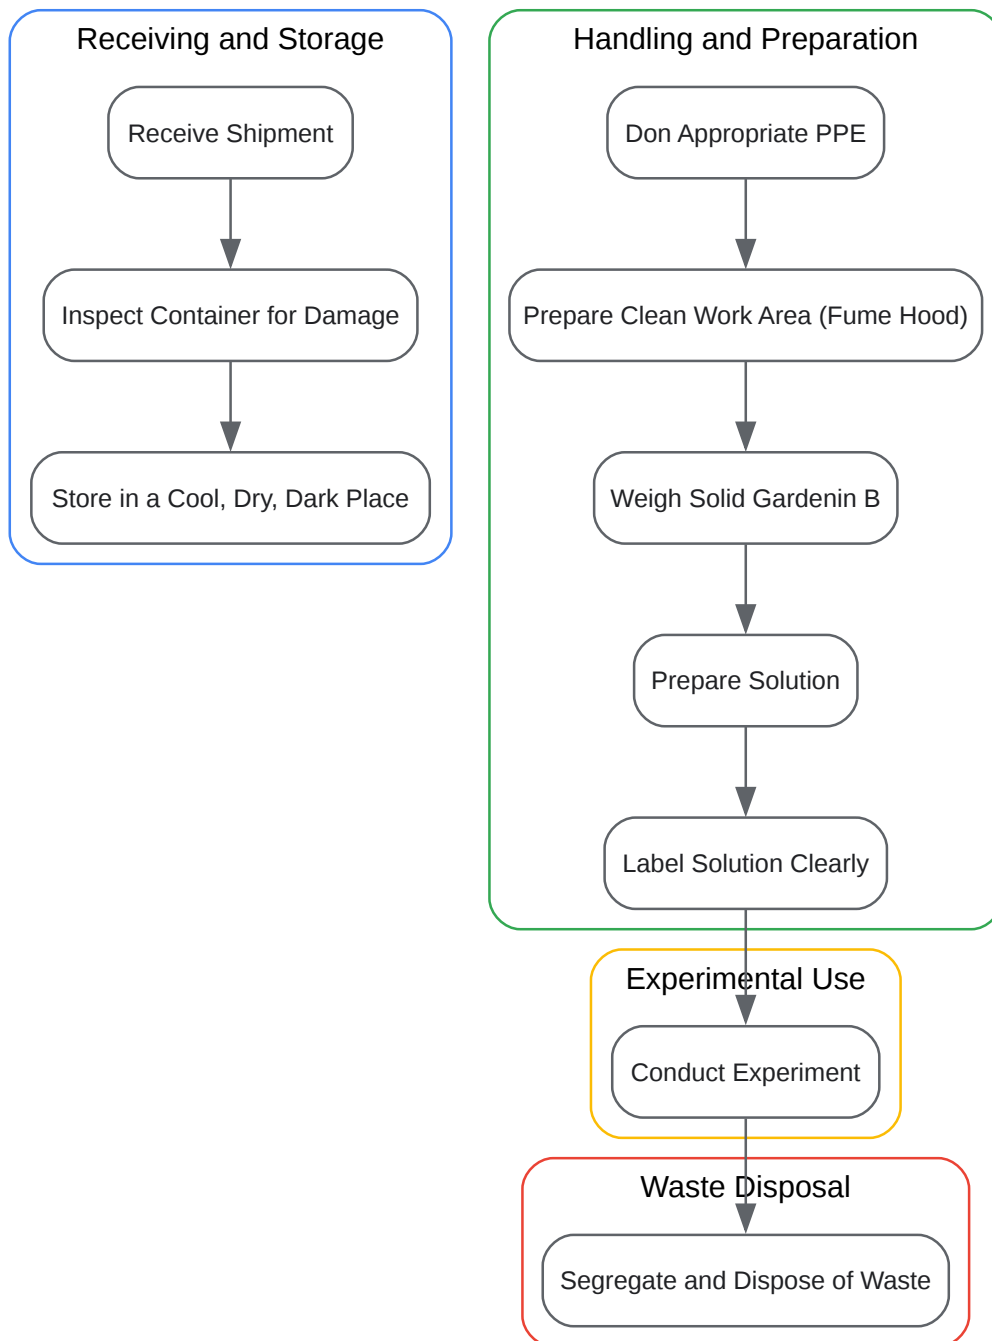 Receiving and Storage
Receive Shipment
Inspect Container for Damage
Store in a Cool, Dry, Dark Place
Handling and Preparation
Don Appropriate PPE
Prepare Clean Work Area (Fume Hood)
Weigh Solid Gardenin B
Prepare Solution
Label Solution Clearly
Experimental Use
Conduct Experiment
Waste Disposal
Segregate and Dispose of Waste